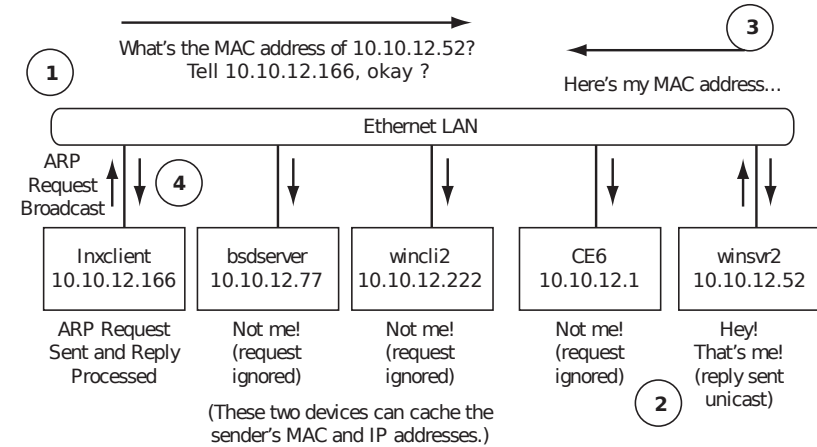 What's the MAC address of 10.10.12.52?
Tell 10.10.12.166, okay ?
3
1
Here's my MAC address…
Ethernet LAN
ARP
Request
Broadcast
4
lnxclient
10.10.12.166
bsdserver
10.10.12.77
wincli2
10.10.12.222
CE6
10.10.12.1
winsvr2
10.10.12.52
ARP Request
Sent and Reply
Processed
Not me!
(request
ignored)
Not me!
(request
ignored)
Not me!
(request
ignored)
Hey!
That's me!
(reply sent
unicast)
2
(These two devices can cache the
sender's MAC and IP addresses.)